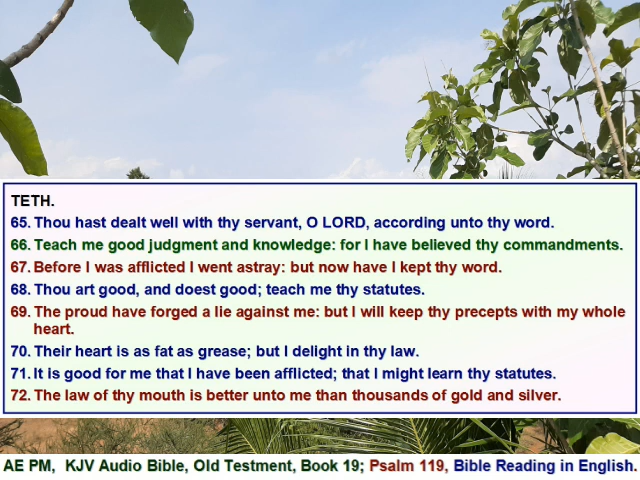 TETH.
65. Thou hast dealt well with thy servant, O LORD, according unto thy word.
66. Teach me good judgment and knowledge: for I have believed thy commandments.
67. Before I was afflicted I went astray: but now have I kept thy word.
68. Thou art good, and doest good; teach me thy statutes.
69. The proud have forged a lie against me: but I will keep thy precepts with my whole
heart.
70. Their heart is as fat as grease; but I delight in thy law.
71. It is good for me that I have been afflicted; that I might learn thy statutes.
72. The law of thy mouth is better unto me than thousands of gold and silver.
AE PM, KJV Audio Bible, Old Testment, Book 19; Psalm 119, Bible Reading in English.